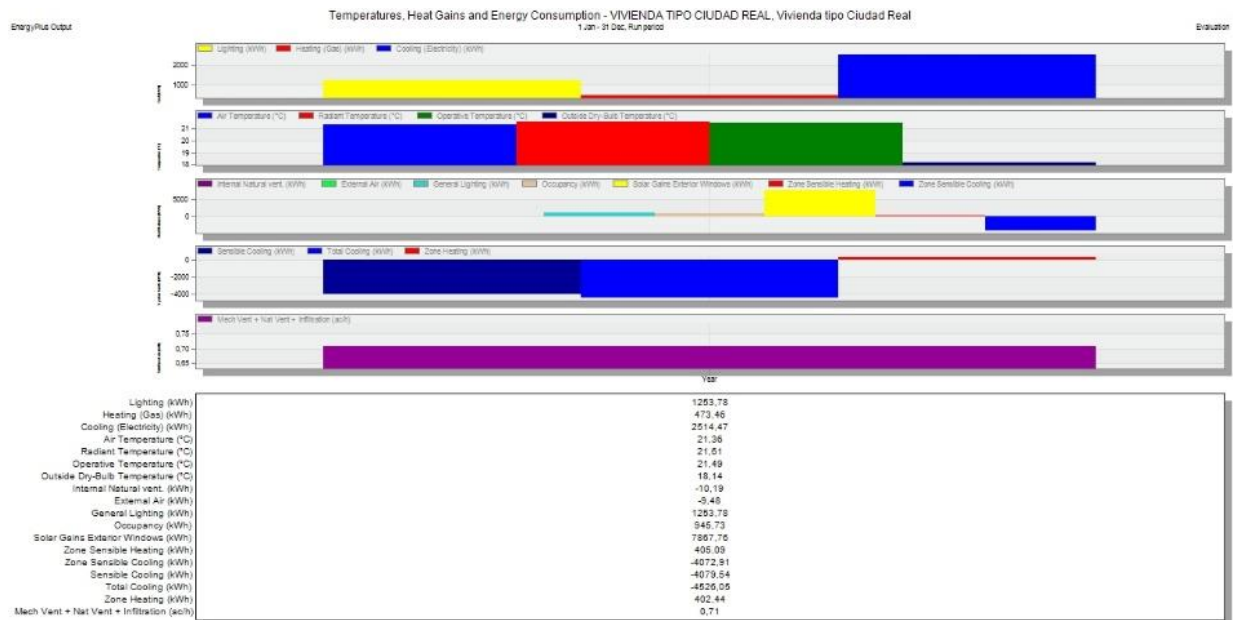 Temperatures, Heat Gains and Energy Consumption - VIVIENDA TIPO CIUDAD REAL, Vivienda tipo Ciudad Real
EnergyPlus Output 1 Jan - 31 Dec, Run period Evaluation
Lighting (kWh) Heating (Gas) (kWh) Cooling (Electricity) (kWh)
2000
1000
Air Temperature (°C) Radiant Temperature (°C) Operative Temperature (°C) Outside Dry-Bulb Temperature (°C)
21
20
19
18
Internal Natural vent. (kWh) External Air (kWh) General Lighting (kWh) Occupancy (kWh) Solar Gains Exterior Windows (kWh) Zone Sensible Heating (kWh) Zone Sensible Cooling (kWh)
5000
0
Sensible Cooling (kWh) Total Cooling (kWh) Zone Heating (kWh)
0
-2000
-4000
Mech Vent + Nat Vent + Infiltration (ac/h)
0,75
0,70
0,65
Year
Lighting (kWh) 1253,78
Heating (Gas) (kWh) 473,46
Cooling (Electricity) (kWh) 2514,47
Air Temperature (°C) 21,36
Radiant Temperature (°C) 21,61
Operative Temperature (°C) 21,49
Outside Dry-Bulb Temperature (°C) 18,14
Internal Natural vent. (kWh) -10,19
External Air (kWh) -9,48
General Lighting (kWh) 1253,78
Occupancy (kWh) 945,73
Solar Gains Exterior Windows (kWh) 7867,76
Zone Sensible Heating (kWh) 405,09
Zone Sensible Cooling (kWh) -4072,91
Sensible Cooling (kWh) -4079,54
Total Cooling (kWh) -4526,05
Zone Heating (kWh) 402,44
Mech Vent + Nat Vent + Infiltration (ac/h) 0,71